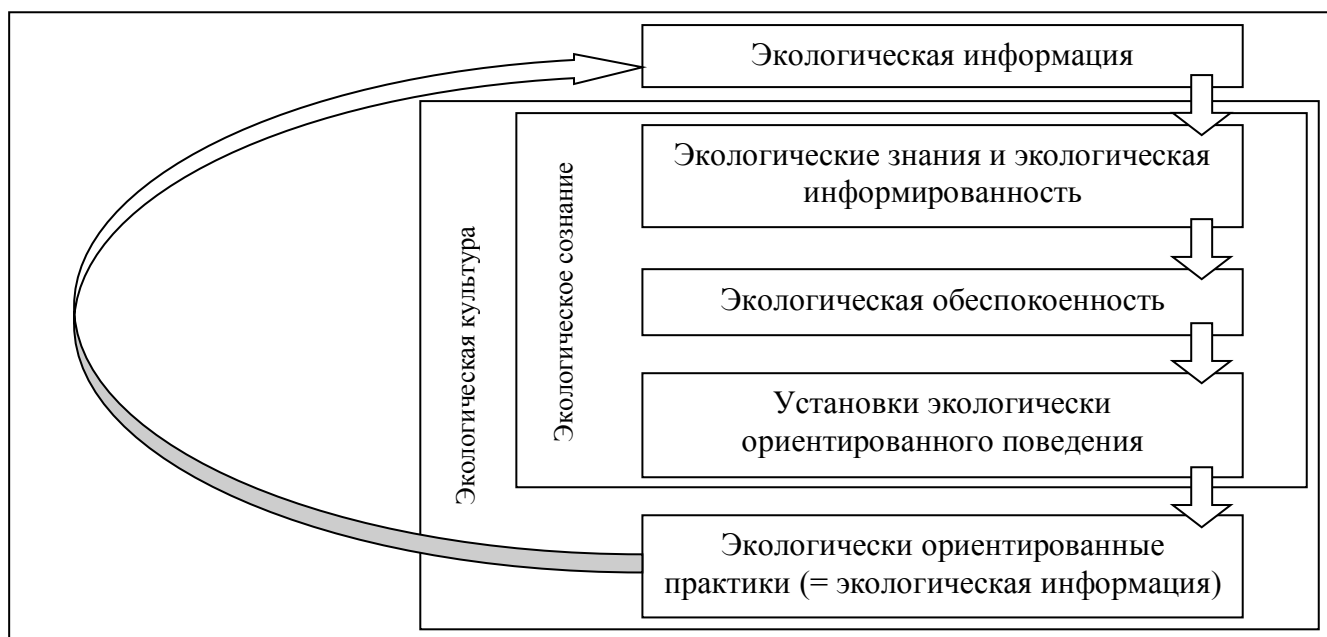 Экологическая информация
Экологические знания и экологическая
информированность
Экологическая обеспокоенность
Установки экологически
ориентированного поведения
Экологически ориентированные
практики (= экологическая информация)
Экологическая культура
Экологическое сознание